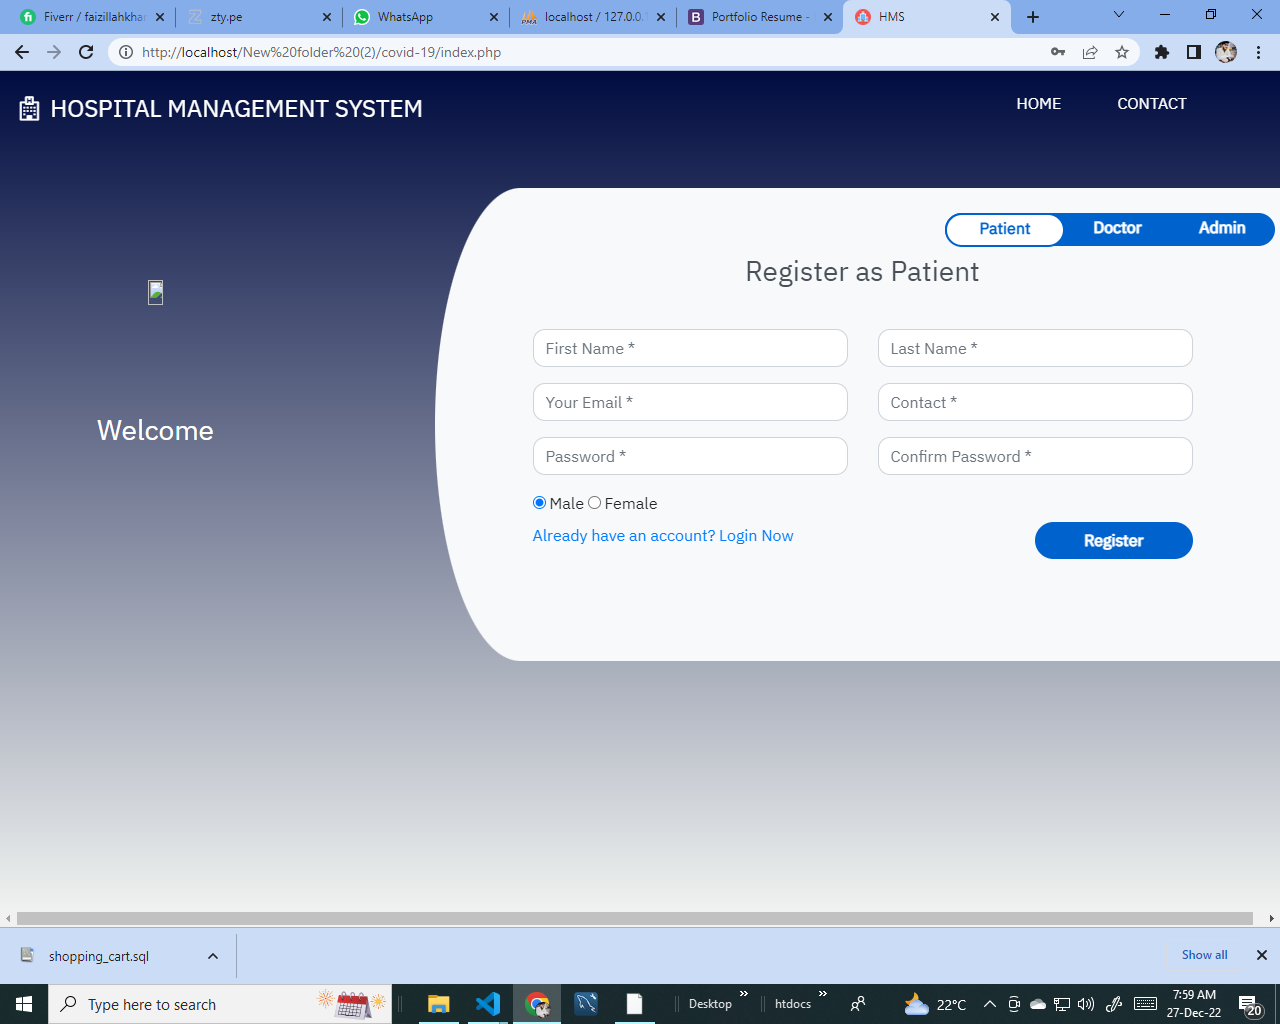 Fiverr / faizillahkhan
zty.pe
WhatsApp
localhost / 127.0.0.1
Portfolio Resume -
HMS
http://localhost/New%20folder%20(2)/covid-19/index.php
HOSPITAL MANAGEMENT SYSTEM
HOME
CONTACT
Patient
Doctor
Admin
Register as Patient
First Name *
Last Name *
Your Email *
Contact *
Welcome
Password *
Confirm Password *
Male
Female
Already have an account? Login Now
Register
shopping_cart.sql
Show all
Type here to search
Desktop
htdocs
22°C
7:59 AM
27-Dec-22
20